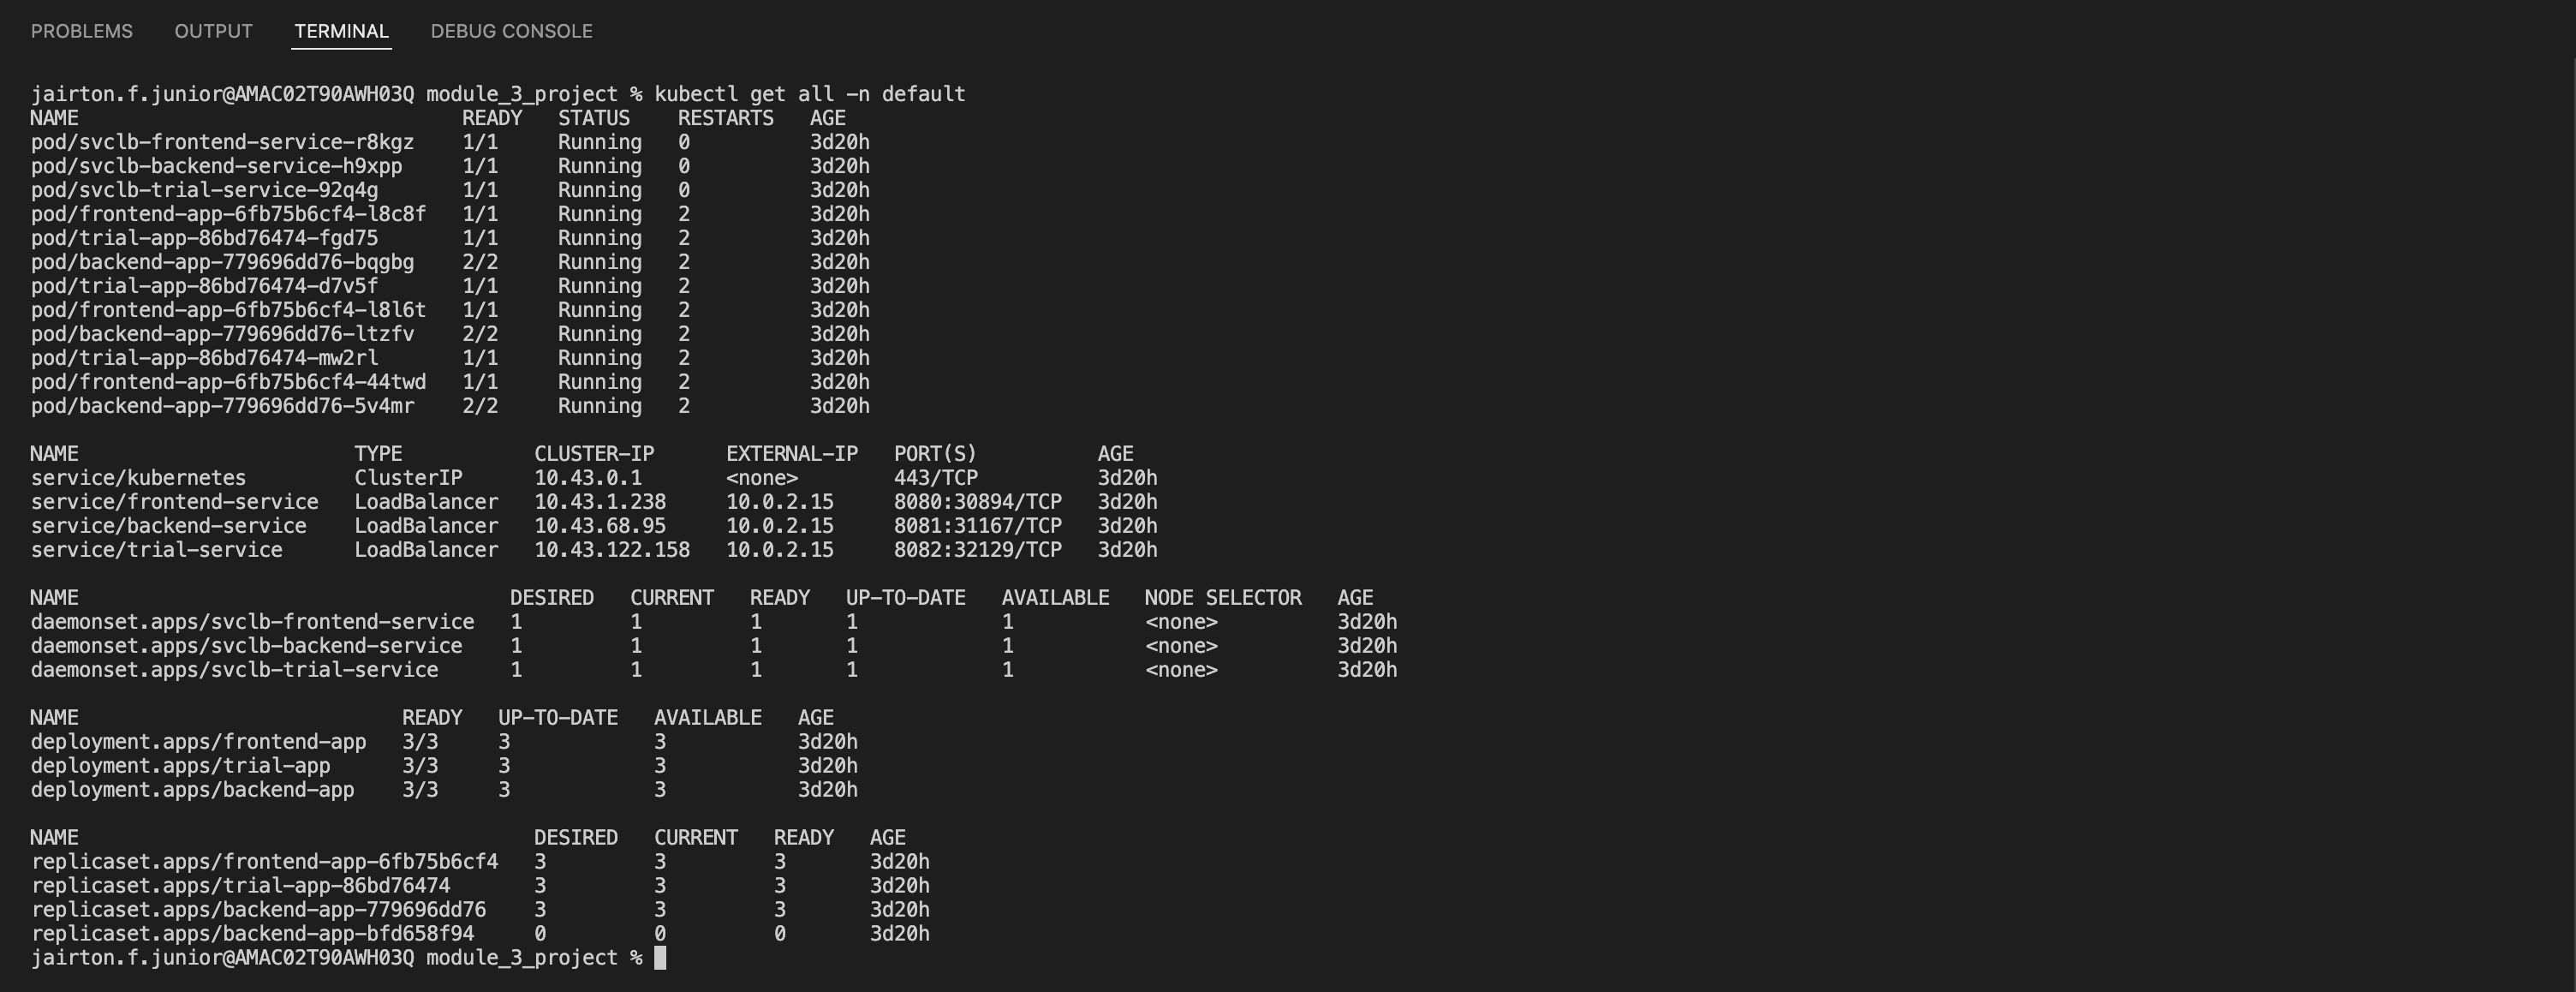 PROBLEMS OUTPUT TERMINAL DEBUG CONSOLE
jairton.f.junior@AMAC02T90AWH03Q module_3_project % kubectl get all -n default
NAME READY STATUS RESTARTS AGE
pod/svclb-frontend-service-r8kgz 1/1 Running 0 3d20h
pod/svclb-backend-service-h9xpp 1/1 Running 0 3d20h
pod/svclb-trial-service-92q4g 1/1 Running 0 3d20h
pod/frontend-app-6fb75b6cf4-l8c8f 1/1 Running 2 3d20h
pod/trial-app-86bd76474-fgd75 1/1 Running 2 3d20h
pod/backend-app-779696dd76-bqgbg 2/2 Running 2 3d20h
pod/trial-app-86bd76474-d7v5f 1/1 Running 2 3d20h
pod/frontend-app-6fb75b6cf4-l8l6t 1/1 Running 2 3d20h
pod/backend-app-779696dd76-ltzfv 2/2 Running 2 3d20h
pod/trial-app-86bd76474-mw2rl 1/1 Running 2 3d20h
pod/frontend-app-6fb75b6cf4-44twd 1/1 Running 2 3d20h
pod/backend-app-779696dd76-5v4mr 2/2 Running 2 3d20h
NAME TYPE CLUSTER-IP EXTERNAL-IP PORT(S) AGE
service/kubernetes ClusterIP 10.43.0.1 <none> 443/TCP 3d20h
service/frontend-service LoadBalancer 10.43.1.238 10.0.2.15 8080:30894/TCP 3d20h
service/backend-service LoadBalancer 10.43.68.95 10.0.2.15 8081:31167/TCP 3d20h
service/trial-service LoadBalancer 10.43.122.158 10.0.2.15 8082:32129/TCP 3d20h
NAME DESIRED CURRENT READY UP-TO-DATE AVAILABLE NODE SELECTOR AGE
daemonset.apps/svclb-frontend-service 1 1 1 1 1 <none> 3d20h
daemonset.apps/svclb-backend-service 1 1 1 1 1 <none> 3d20h
daemonset.apps/svclb-trial-service 1 1 1 1 1 <none> 3d20h
NAME READY UP-TO-DATE AVAILABLE AGE
deployment.apps/frontend-app 3/3 3 3 3d20h
deployment.apps/trial-app 3/3 3 3 3d20h
deployment.apps/backend-app 3/3 3 3 3d20h
NAME DESIRED CURRENT READY AGE
replicaset.apps/frontend-app-6fb75b6cf4 3 3 3 3d20h
replicaset.apps/trial-app-86bd76474 3 3 3 3d20h
replicaset.apps/backend-app-779696dd76 3 3 3 3d20h
replicaset.apps/backend-app-bfd658f94 0 0 0 3d20h
jairton.f.junior@AMAC02T90AWH03Q module_3_project %